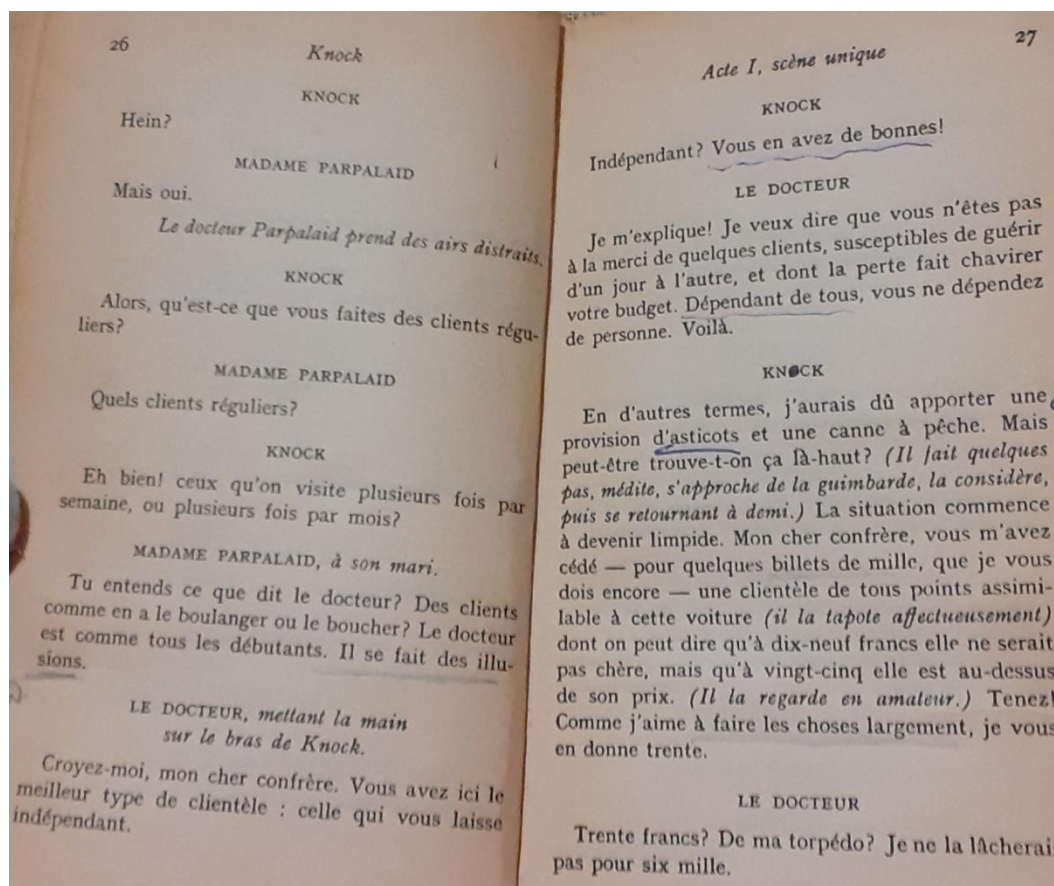 26
Knock
KNOCK
Hein?
MADAME PARPALAID
Mais oui.
Le docteur Parpalaid prend des airs distraits.
KNOCK
Alors, qu'est-ce que vous faites des clients régu-
liers?
MADAME PARPALAID
Quels clients réguliers?
KNOCK
Eh bien! ceux qu'on visite plusieurs fois par
semaine, ou plusieurs fois par mois?
MADAME PARPALAID, à son mari.
Tu entends ce que dit le docteur? Des clients
comme en a le boulanger ou le boucher? Le docteur
est comme tous les débutants. Il se fait des illu-
sions.
LE DOCTEUR, mettant la main
sur le bras de Knock.
Croyez-moi, mon cher confrère. Vous avez ici le
meilleur type de clientèle : celle qui vous laisse
indépendant.
27
Acte I, scène unique
KNOCK
Indépendant? Vous en avez de bonnes!
LE DOCTEUR
Je m'explique! Je veux dire que vous n'êtes pas
à la merci de quelques clients, susceptibles de guérir
d'un jour à l'autre, et dont la perte fait chavirer
votre budget. Dépendant de tous, vous ne dépendez
de personne. Voilà.
KNOCK
En d'autres termes, j'aurais dû apporter une
provision d'asticots et une canne à pêche. Mais
peut-être trouve-t-on ça là-haut? (Il fait quelques
pas, médite, s'approche de la guimbarde, la considère,
puis se retournant à demi.) La situation commence
à devenir limpide. Mon cher confrère, vous m'avez
cédé — pour quelques billets de mille, que je vous
dois encore — une clientèle de tous points assimi-
lable à cette voiture (il la tapote affectueusement)
dont on peut dire qu'à dix-neuf francs elle ne serait
pas chère, mais qu'à vingt-cinq elle est au-dessus
de son prix. (Il la regarde en amateur.) Tenez!
Comme j'aime à faire les choses largement, je vous
en donne trente.
LE DOCTEUR
Trente francs? De ma torpédo? Je ne la lâcherai
pas pour six mille.